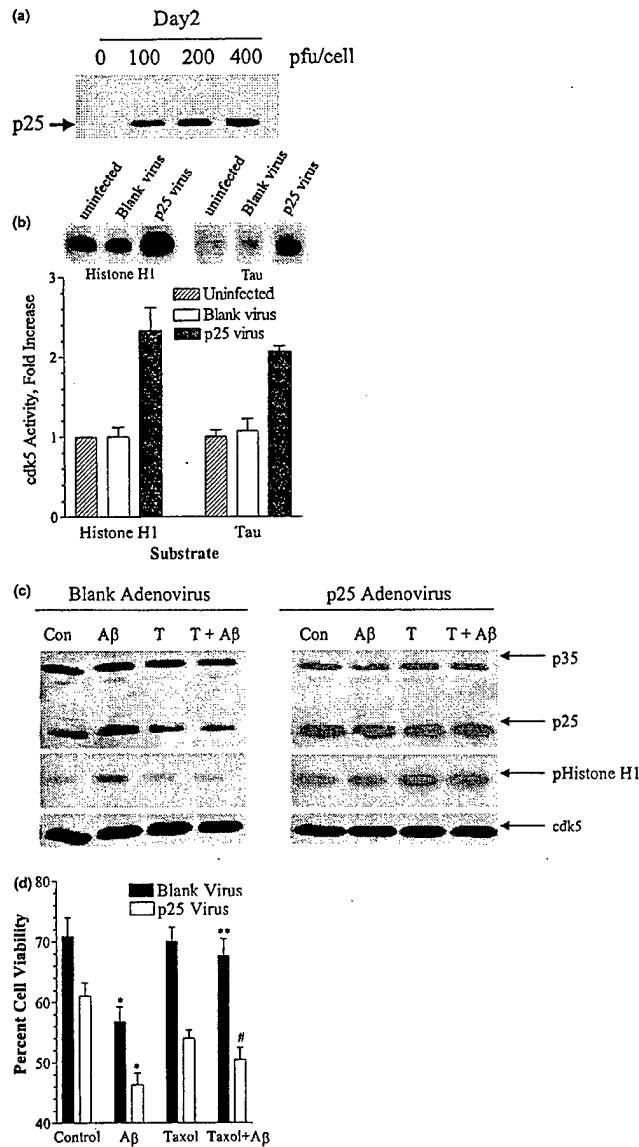 (a)
Day2
0 100 200 400 pfu/cell
p25
(b)
uninfected Blank virus p25 virus uninfected Blank virus p25 virus
Histone H1 Tau
3
2
1
0
cdk5 Activity, Fold Increase
Uninfected
Blank virus
p25 virus
Histone H1 Tau
Substrate
(c)
Blank Adenovirus p25 Adenovirus
Con Aβ T T + Aβ Con Aβ T T + Aβ
p35
p25
pHistone H1
cdk5
(d)
80
70
60
50
40
Percent Cell Viability
Blank Virus
p25 Virus
* * ** #
Control Aβ Taxol Taxol+Aβ